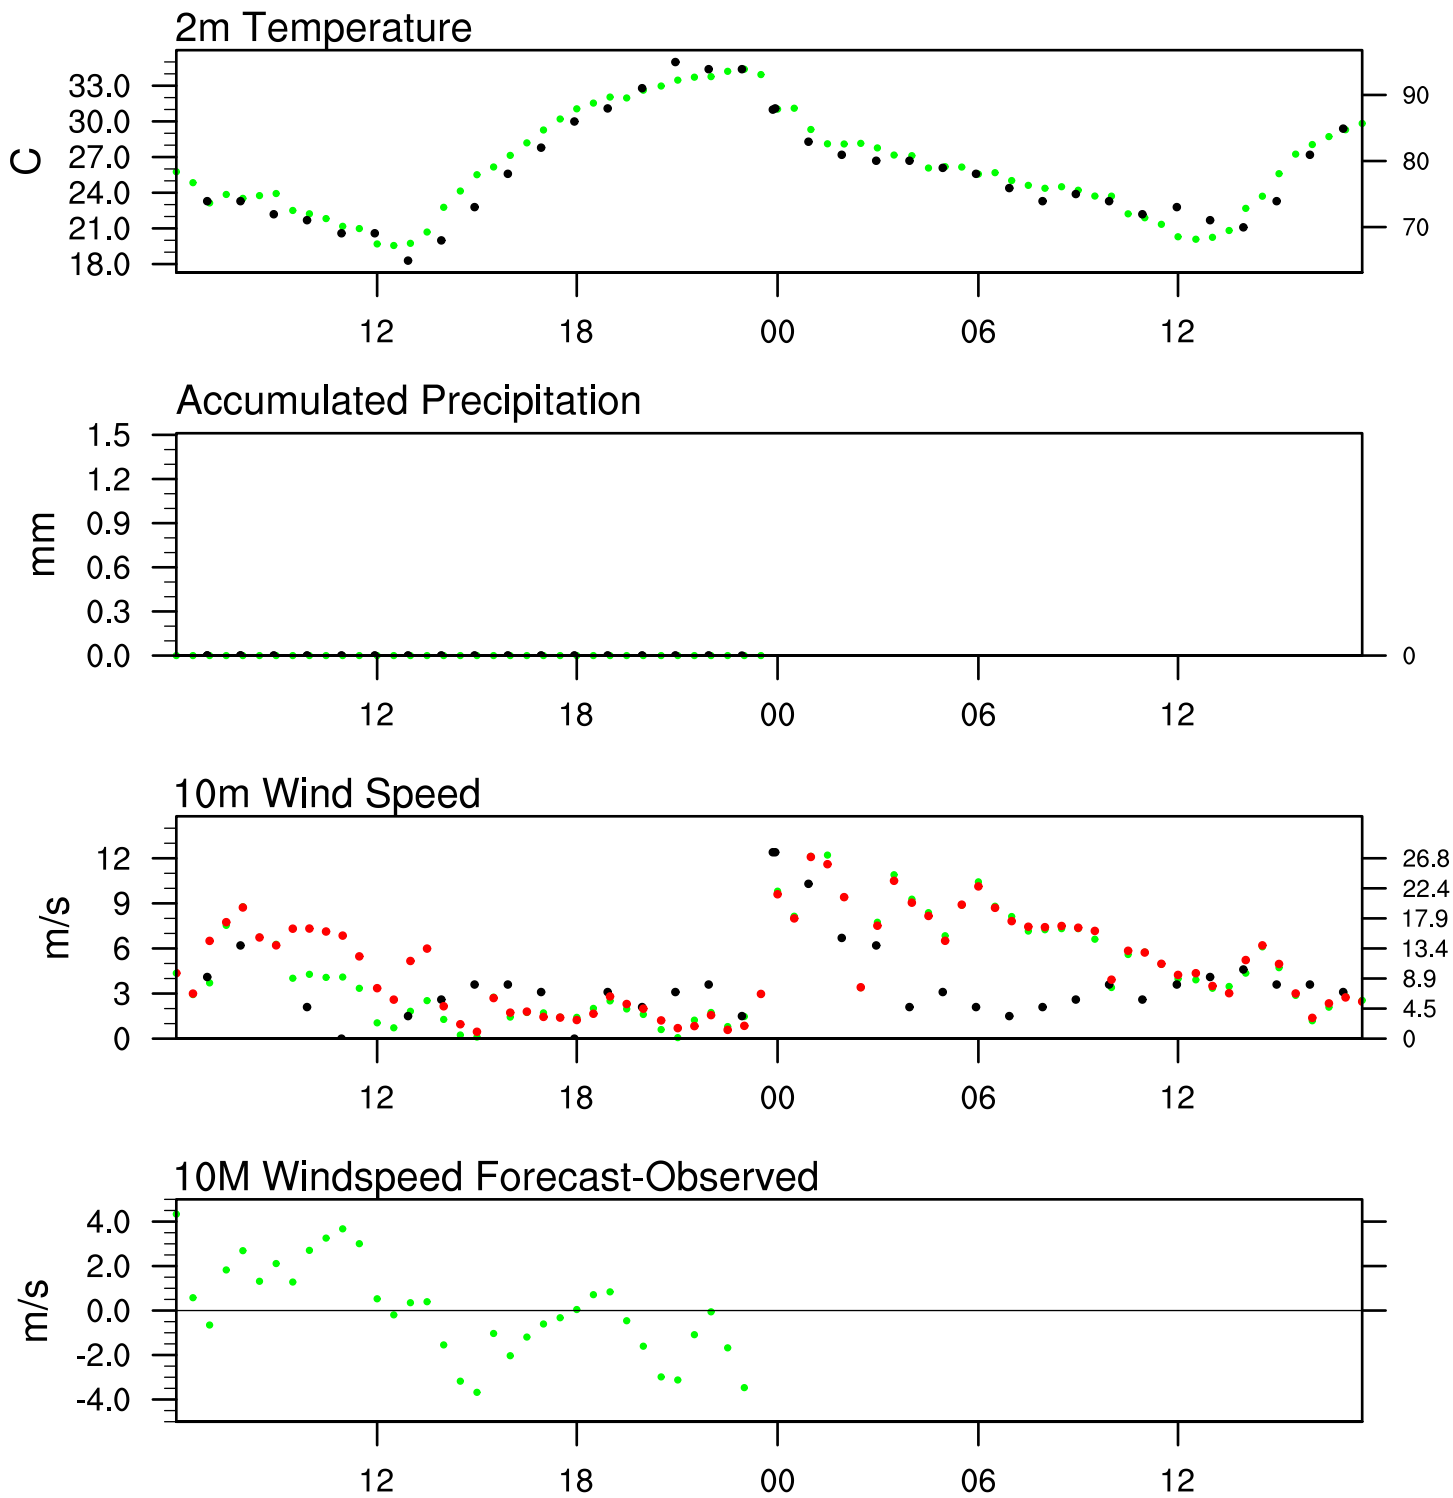 2m Temperature
33.0
30.0
27.0
24.0
21.0
18.0
C
90
80
70
12 18 00 06 12
Accumulated Precipitation
1.5
1.2
0.9
0.6
0.3
0.0
mm
0
12 18 00 06 12
10m Wind Speed
12
9
6
3
0
m/s
26.8
22.4
17.9
13.4
8.9
4.5
0
12 18 00 06 12
10M Windspeed Forecast-Observed
4.0
2.0
0.0
-2.0
-4.0
m/s
12 18 00 06 12